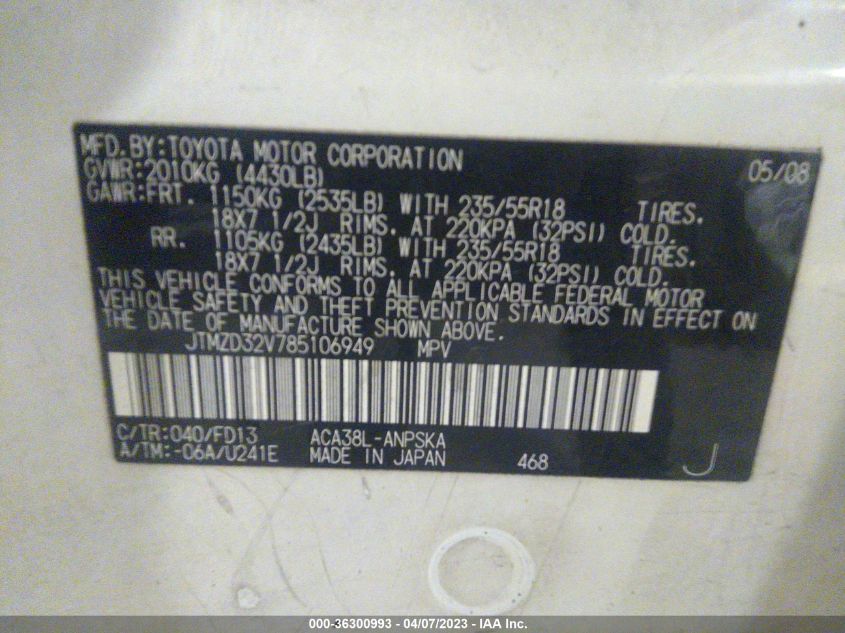 MFD. BY: TOYOTA MOTOR CORPORATION 05/08
GVWR: 2010KG (4430LB)
GAWR: FRT. 1150KG (2535LB) WITH 235/55R18 TIRES.
18X7 1/2J RIMS. AT 220KPA (32PSI) COLD.
RR. 1105KG (2435LB) WITH 235/55R18 TIRES.
18X7 1/2J RIMS. AT 220KPA (32PSI) COLD.
THIS VEHICLE CONFORMS TO ALL APPLICABLE FEDERAL MOTOR
VEHICLE SAFETY AND THEFT PREVENTION STANDARDS IN EFFECT ON
THE DATE OF MANUFACTURE SHOWN ABOVE.
JTMZD32V785106949 MPV
C/TR: 040/FD13 ACA38L-ANPSKA
A/TM: -06A/U241E MADE IN JAPAN 468 J
000-36300993 - 04/07/2023 - IAA Inc.